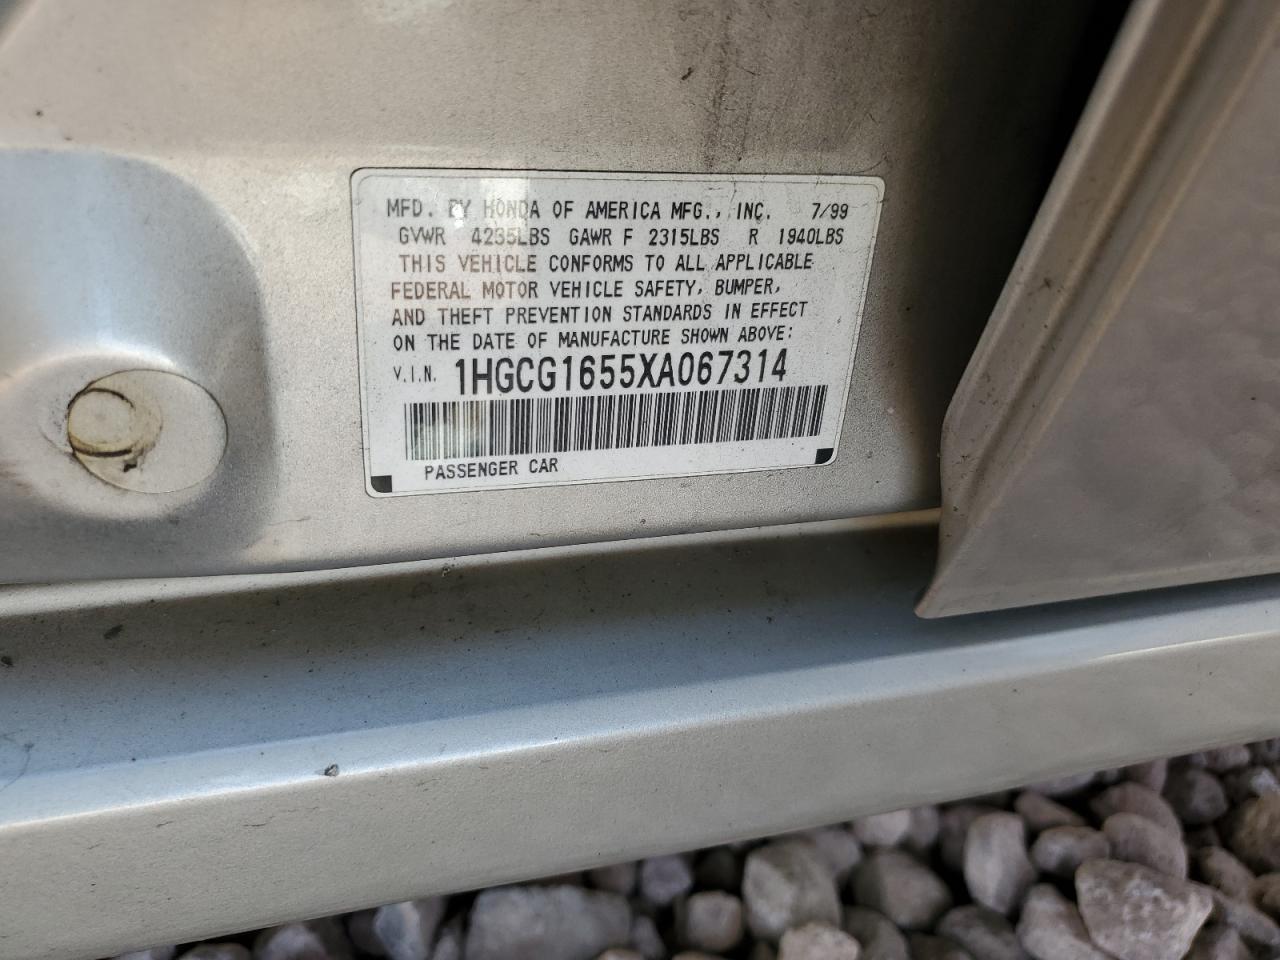 MFD. BY HONDA OF AMERICA MFG., INC. 7/99
GVWR 4235LBS GAWR F 2315LBS R 1940LBS
THIS VEHICLE CONFORMS TO ALL APPLICABLE
FEDERAL MOTOR VEHICLE SAFETY, BUMPER,
AND THEFT PREVENTION STANDARDS IN EFFECT
ON THE DATE OF MANUFACTURE SHOWN ABOVE:
V.I.N. 1HGCG1655XA067314
PASSENGER CAR